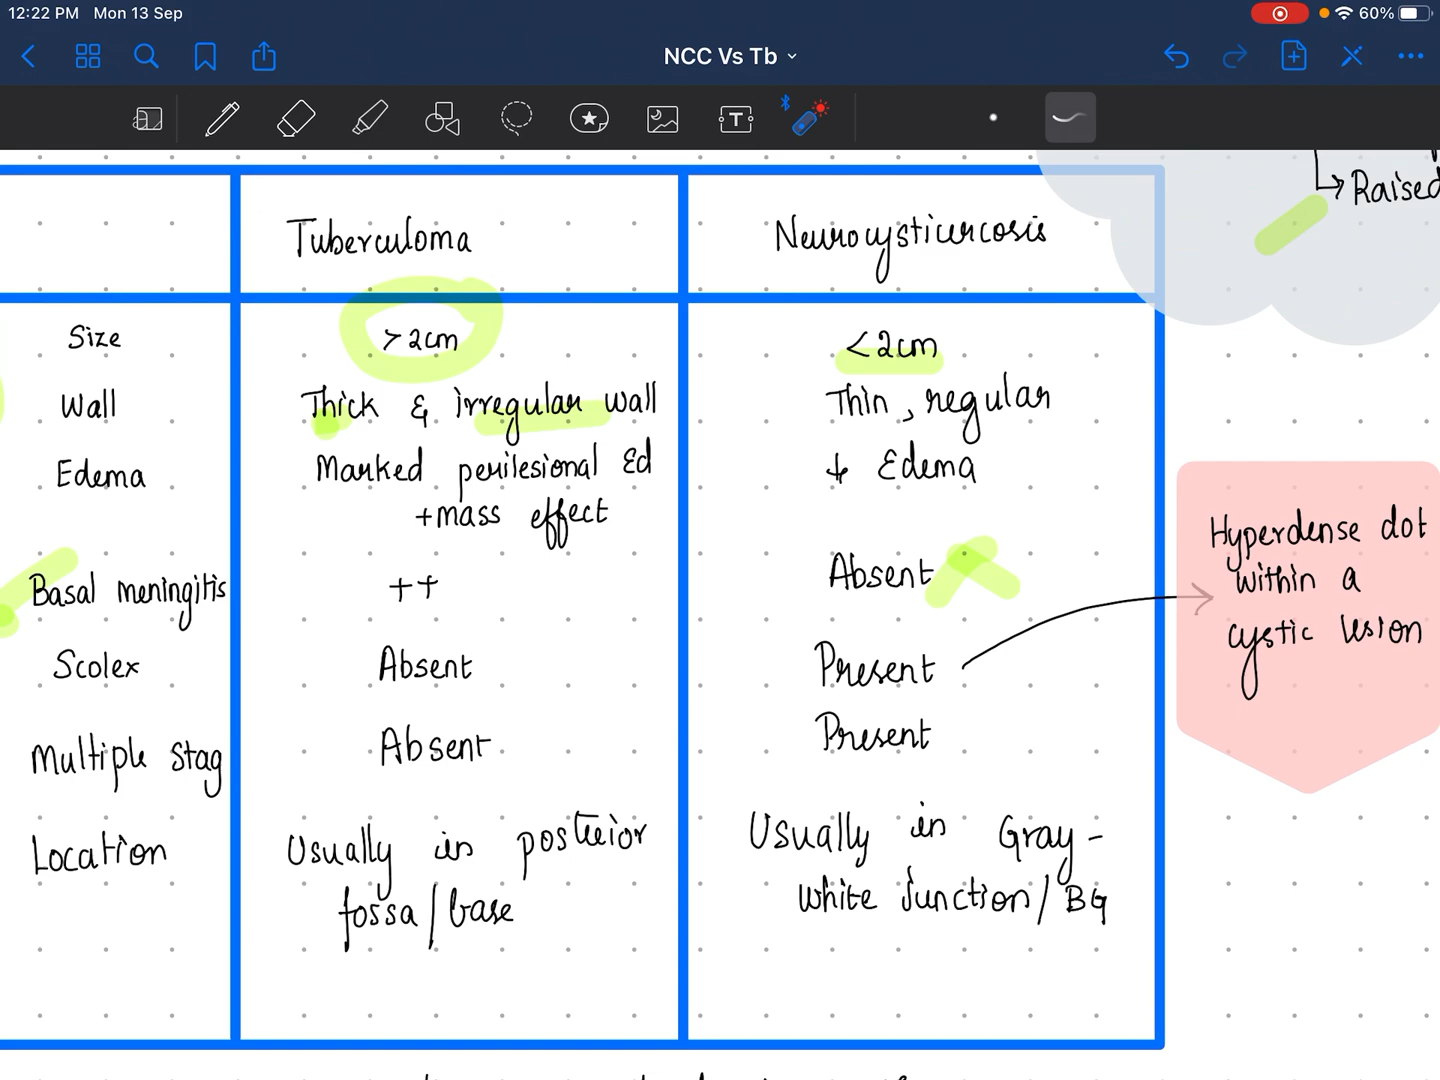 12:22 PM Mon 13 Sep
60%
NCC Vs Tb
Raised
Tuberculoma
Neurocysticercosis
Size
>2cm
<2cm
Wall
Thick & irregular wall
Thin, regular
Edema
Marked perilesional Ed
+mass effect
↓ Edema
Basal meningitis
++
Absent
Hyperdense dot
within a
cystic lesion
Scolex
Absent
Present
Multiple stag
Absent
Present
Location
Usually in posterior
fossa/base
Usually in Gray-
white junction/BG